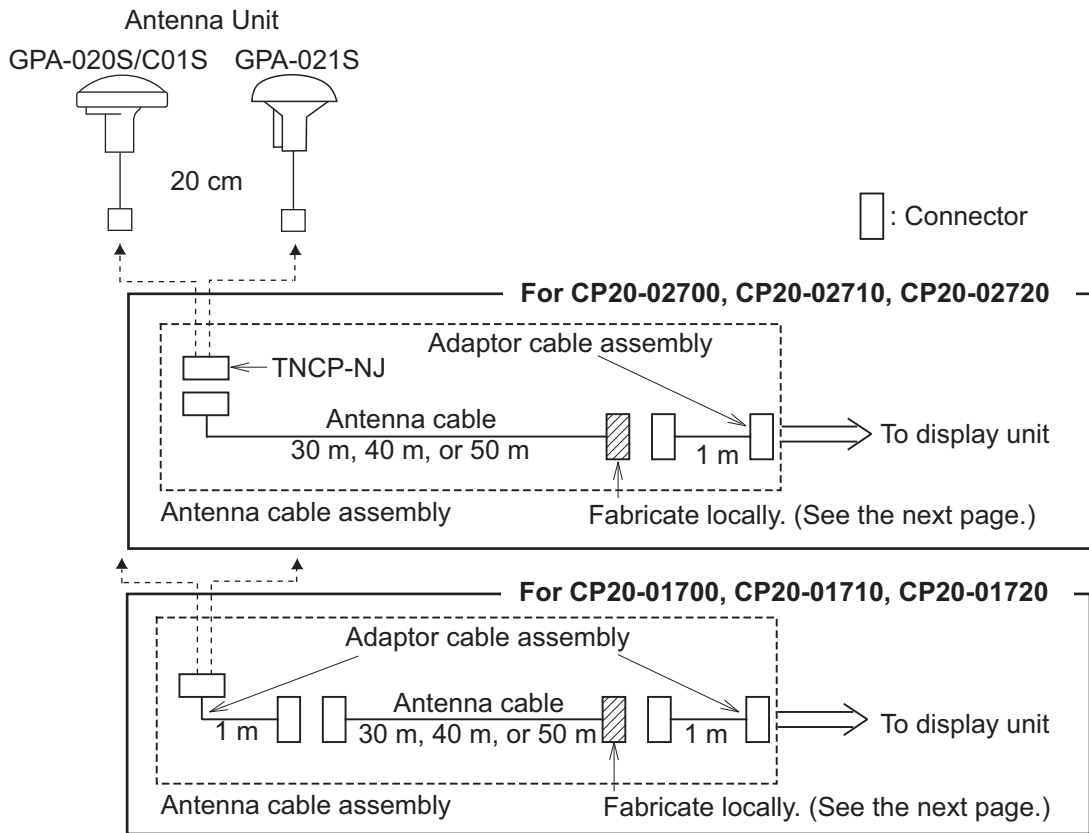 Antenna Unit
GPA-020S/C01S GPA-021S
20 cm
: Connector
For CP20-02700, CP20-02710, CP20-02720
Adaptor cable assembly
TNCP-NJ
Antenna cable
30 m, 40 m, or 50 m
1 m
To display unit
Antenna cable assembly
Fabricate locally. (See the next page.)
For CP20-01700, CP20-01710, CP20-01720
Adaptor cable assembly
1 m
Antenna cable
30 m, 40 m, or 50 m
1 m
To display unit
Antenna cable assembly
Fabricate locally. (See the next page.)